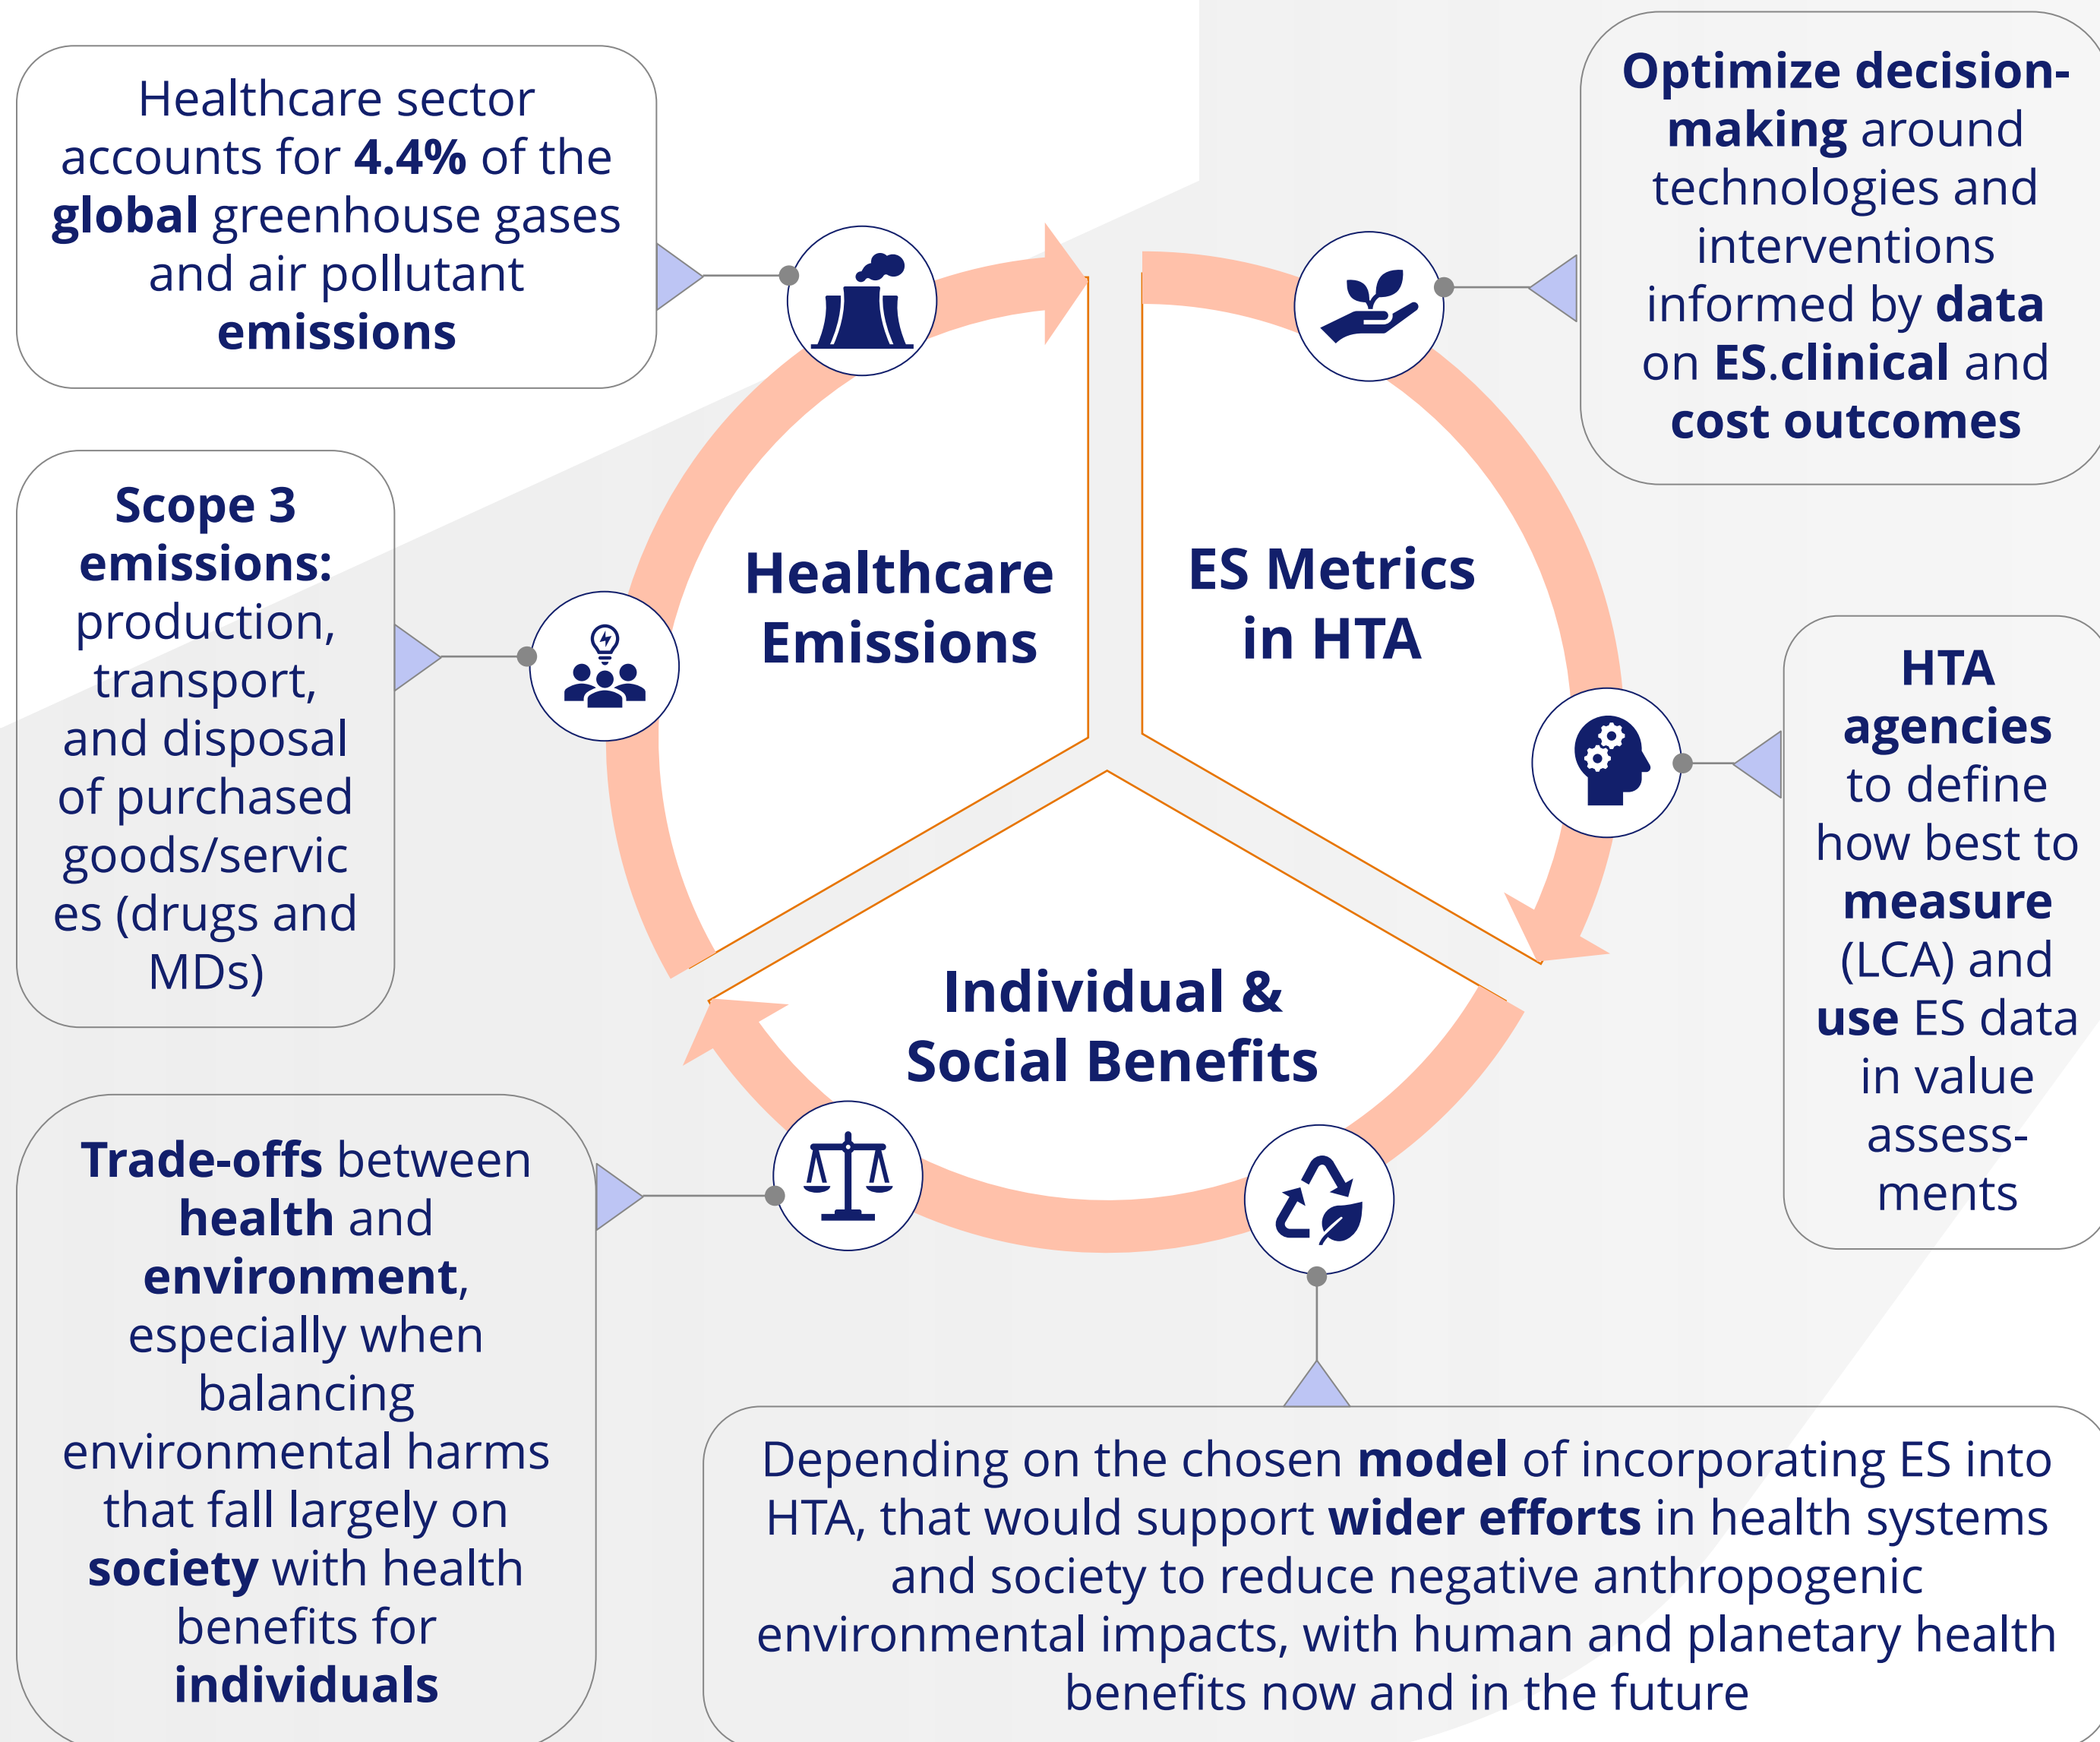 Healthcare sector
accounts for 4.4% of the
global greenhouse gases
and air pollutant
emissions
Optimize decision-
making around
technologies and
interventions
informed by data
on ES.clinical and
cost outcomes
Scope 3
emissions:
production,
transport,
and disposal
of purchased
goods/servic
es (drugs and
MDs)
Healthcare
Emissions
ES Metrics
in HTA
HTA
agencies
to define
how best to
measure
(LCA) and
use ES data
in value
assess-
ments
Individual &
Social Benefits
Trade-offs between
health and
environment,
especially when
balancing
environmental harms
that fall largely on
society with health
benefits for
individuals
Depending on the chosen model of incorporating ES into
HTA, that would support wider efforts in health systems
and society to reduce negative anthropogenic
environmental impacts, with human and planetary health
benefits now and in the future